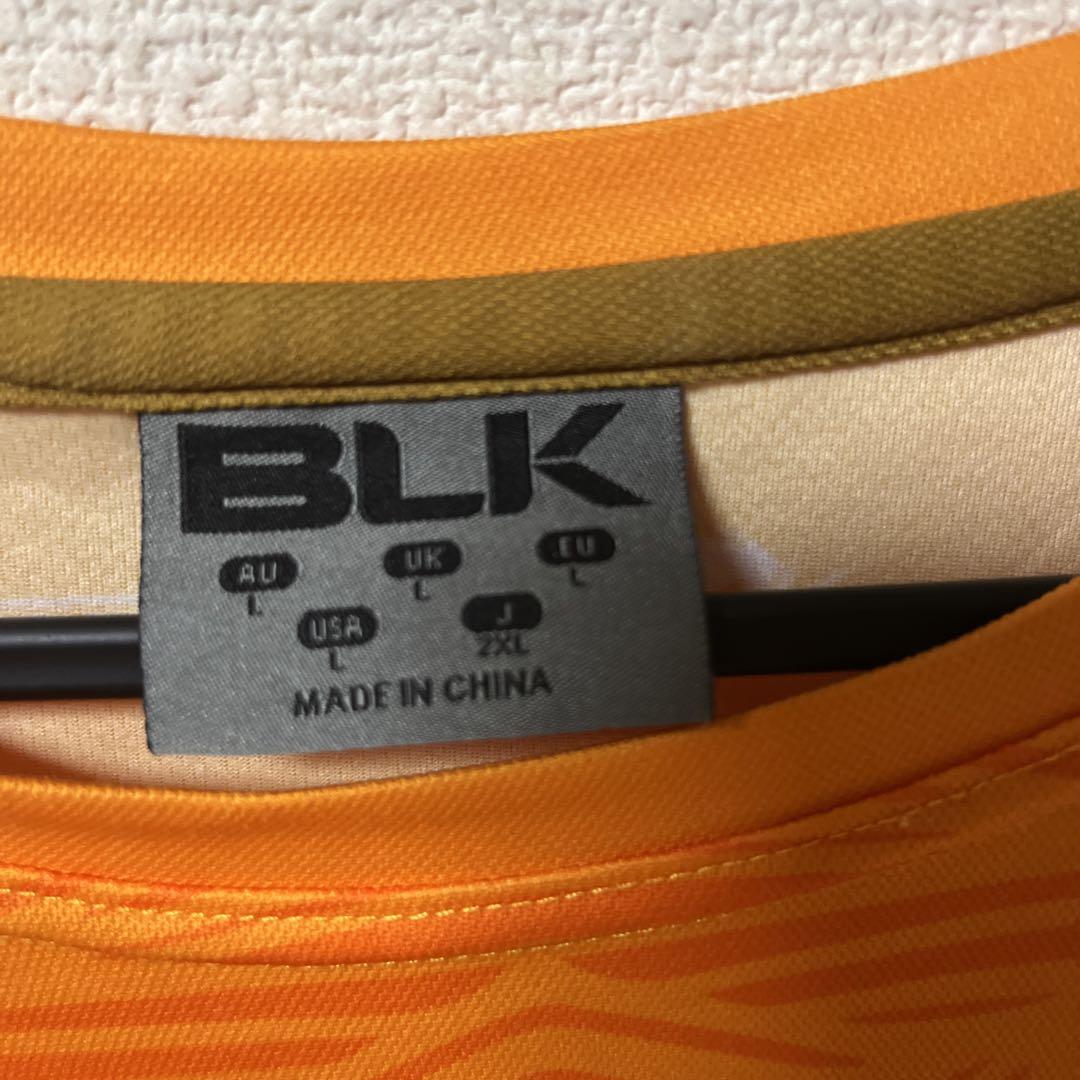 BLK
AU UK EU
L L L
USA J
L 2XL
MADE IN CHINA